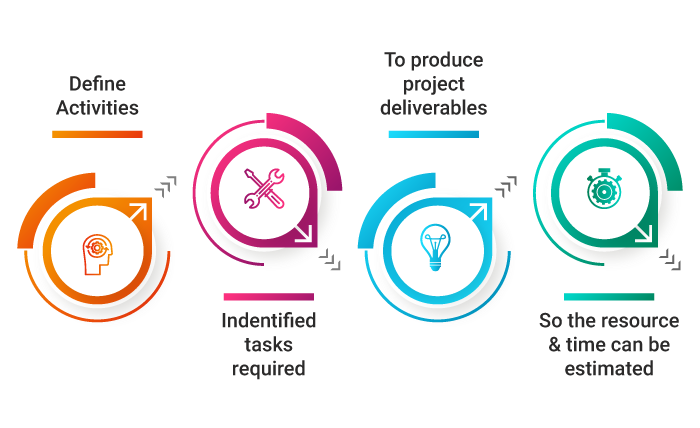 Define
Activities
Indentified
tasks
required
To produce
project
deliverables
So the resource
& time can be
estimated